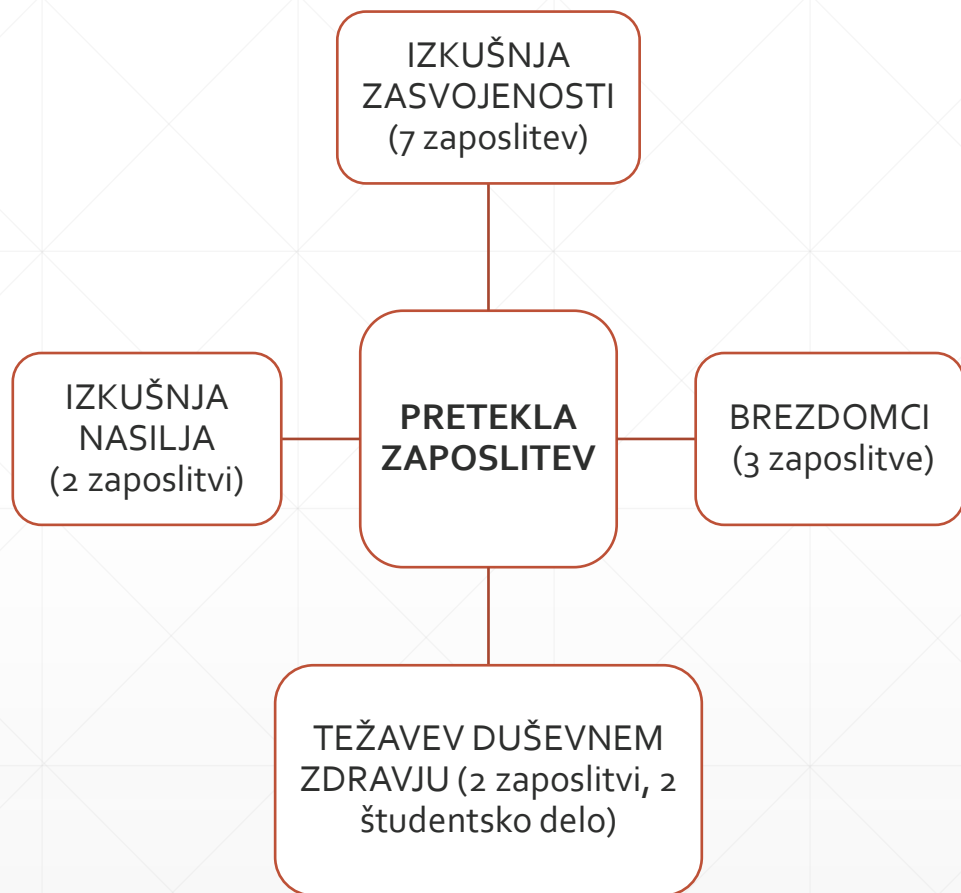 IZKUŠNJA
ZASVOJENOSTI
(7 zaposlitev)
IZKUŠNJA
NASILJA
(2 zaposlitvi)
PRETEKLA
ZAPOSLITEV
BREZDOMCI
(3 zaposlitve)
TEŽAVEV DUŠEVNEM
ZDRAVJU (2 zaposlitvi, 2
študentsko delo)